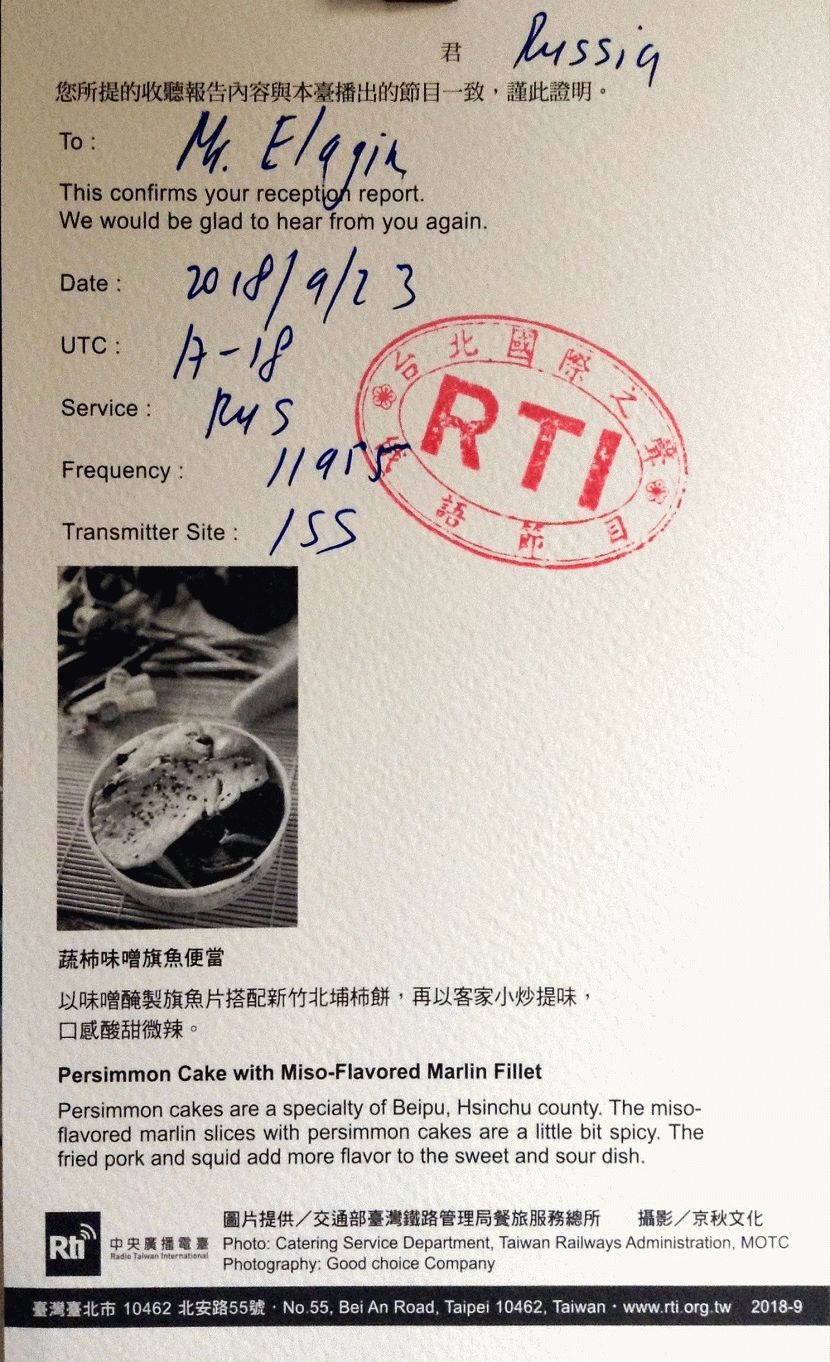 君 Russia
您所提的收聽報告內容與本臺播出的節目一致，謹此證明。
To : Mr. Elagin
This confirms your reception report.
We would be glad to hear from you again.
Date : 2018/9/23
UTC : 17-18
Service : Rus
Frequency : 11955
Transmitter Site : ISS
台北國際之聲
RTI
語節目
蔬柿味噌旗魚便當
以味噌醃製旗魚片搭配新竹北埔柿餅，再以客家小炒提味，
口感酸甜微辣。
Persimmon Cake with Miso-Flavored Marlin Fillet
Persimmon cakes are a specialty of Beipu, Hsinchu county. The miso-
flavored marlin slices with persimmon cakes are a little bit spicy. The
fried pork and squid add more flavor to the sweet and sour dish.
圖片提供／交通部臺灣鐵路管理局餐旅服務總所 攝影／京秋文化
Rti 中央廣播電臺 Photo: Catering Service Department, Taiwan Railways Administration, MOTC
Radio Taiwan International Photography: Good choice Company
臺灣臺北市 10462 北安路55號・No.55, Bei An Road, Taipei 10462, Taiwan・www.rti.org.tw 2018-9